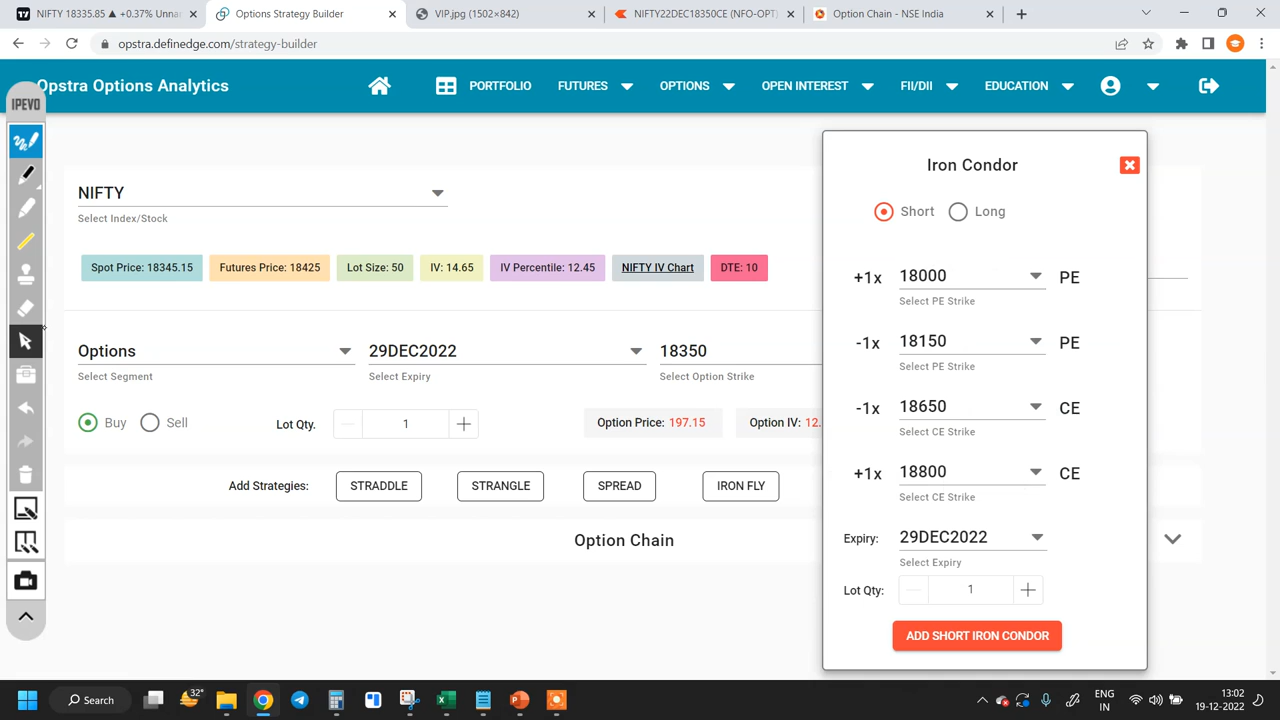 NIFTY 18335.85 ▲ +0.37% Unnar
Options Strategy Builder
VIP.jpg (1502×842)
NIFTY22DEC18350CE (NFO-OPT)
Option Chain - NSE India
opstra.definedge.com/strategy-builder
Opstra Options Analytics
PORTFOLIO
FUTURES
OPTIONS
OPEN INTEREST
FII/DII
EDUCATION
IPEVO
NIFTY
Select Index/Stock
Spot Price: 18345.15
Futures Price: 18425
Lot Size: 50
IV: 14.65
IV Percentile: 12.45
NIFTY IV Chart
DTE: 10
Options
Select Segment
29DEC2022
Select Expiry
18350
Select Option Strike
Buy
Sell
Lot Qty.
1
Option Price: 197.15
Option IV: 12.
Add Strategies:
STRADDLE
STRANGLE
SPREAD
IRON FLY
Option Chain
Iron Condor
Short
Long
+1x 18000 PE
Select PE Strike
-1x 18150 PE
Select PE Strike
-1x 18650 CE
Select CE Strike
+1x 18800 CE
Select CE Strike
Expiry: 29DEC2022
Select Expiry
Lot Qty: 1
ADD SHORT IRON CONDOR
Search
32°
ENG
IN
13:02
19-12-2022